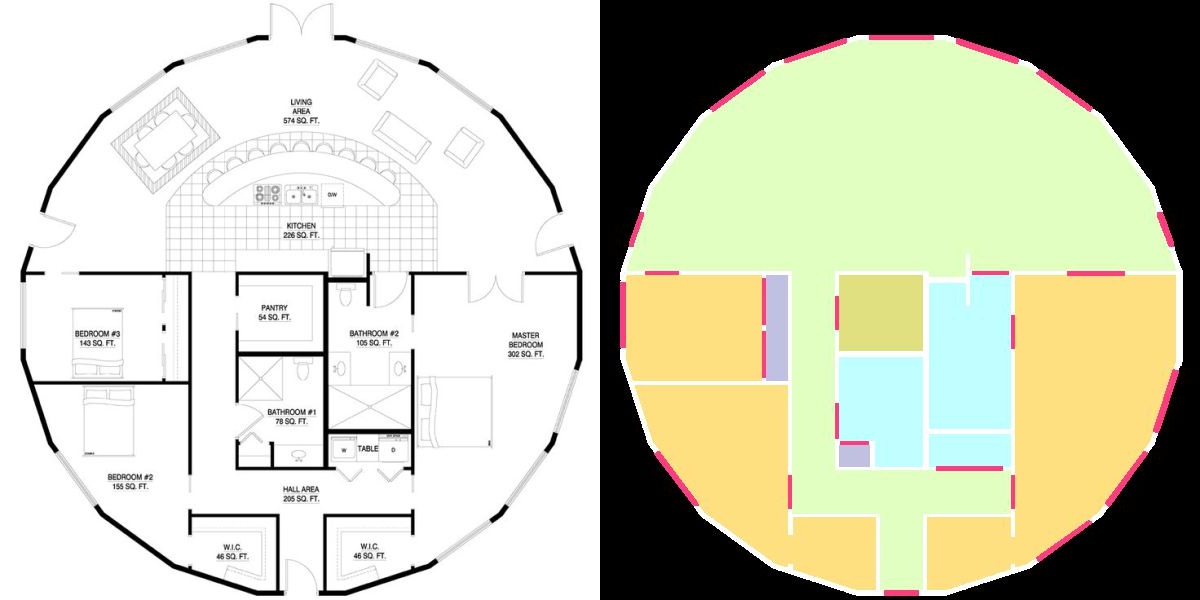 LIVING
AREA
574 SQ. FT.
D/W
KITCHEN
226 SQ. FT.
PANTRY
54 SQ. FT.
BEDROOM #3
143 SQ. FT.
BATHROOM #2
105 SQ. FT.
MASTER
BEDROOM
302 SQ. FT.
BATHROOM #1
78 SQ. FT.
W TABLE D
BEDROOM #2
155 SQ. FT.
HALL AREA
205 SQ. FT.
W.I.C.
46 SQ. FT.
W.I.C.
46 SQ. FT.